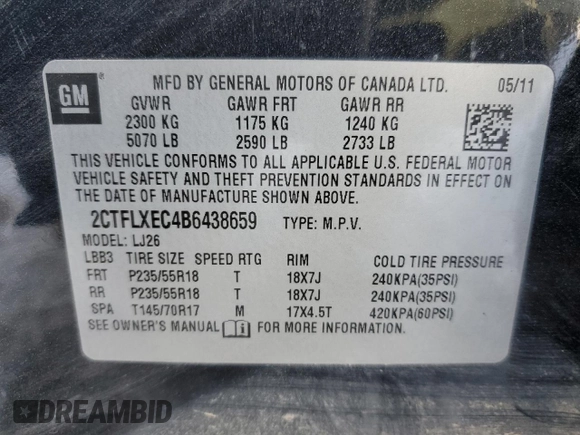 MFD BY GENERAL MOTORS OF CANADA LTD. 05/11
GM
GVWR GAWR FRT GAWR RR
2300 KG 1175 KG 1240 KG
5070 LB 2590 LB 2733 LB
THIS VEHICLE CONFORMS TO ALL APPLICABLE U.S. FEDERAL MOTOR
VEHICLE SAFETY AND THEFT PREVENTION STANDARDS IN EFFECT ON
THE DATE OF MANUFACTURE SHOWN ABOVE.
2CTFLXEC4B6438659 TYPE: M.P.V.
MODEL: LJ26
LBB3 TIRE SIZE SPEED RTG RIM COLD TIRE PRESSURE
FRT P235/55R18 T 18X7J 240KPA(35PSI)
RR P235/55R18 T 18X7J 240KPA(35PSI)
SPA T145/70R17 M 17X4.5T 420KPA(60PSI)
SEE OWNER'S MANUAL FOR MORE INFORMATION.
DREAMBID